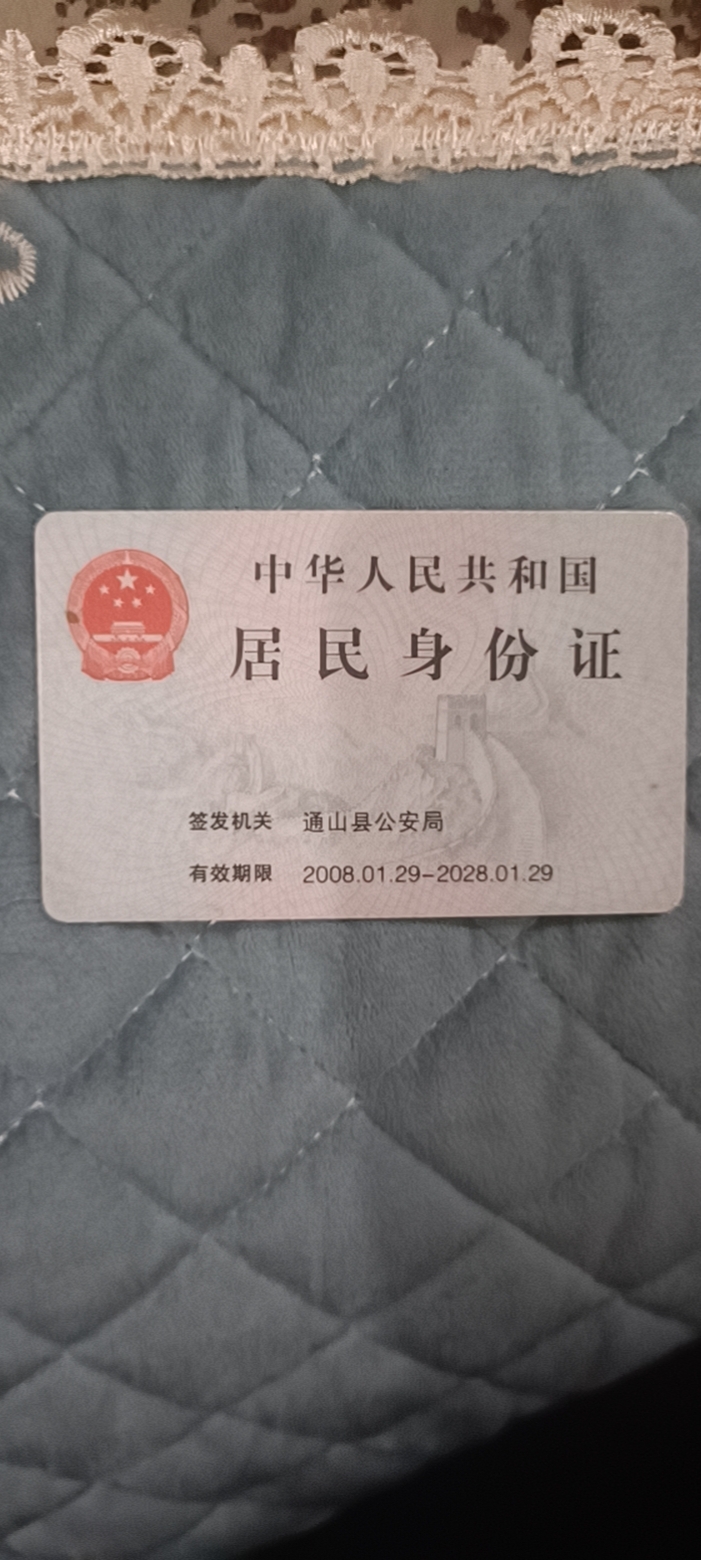 中华人民共和国
居民身份证
签发机关 通山县公安局
有效期限 2008.01.29-2028.01.29